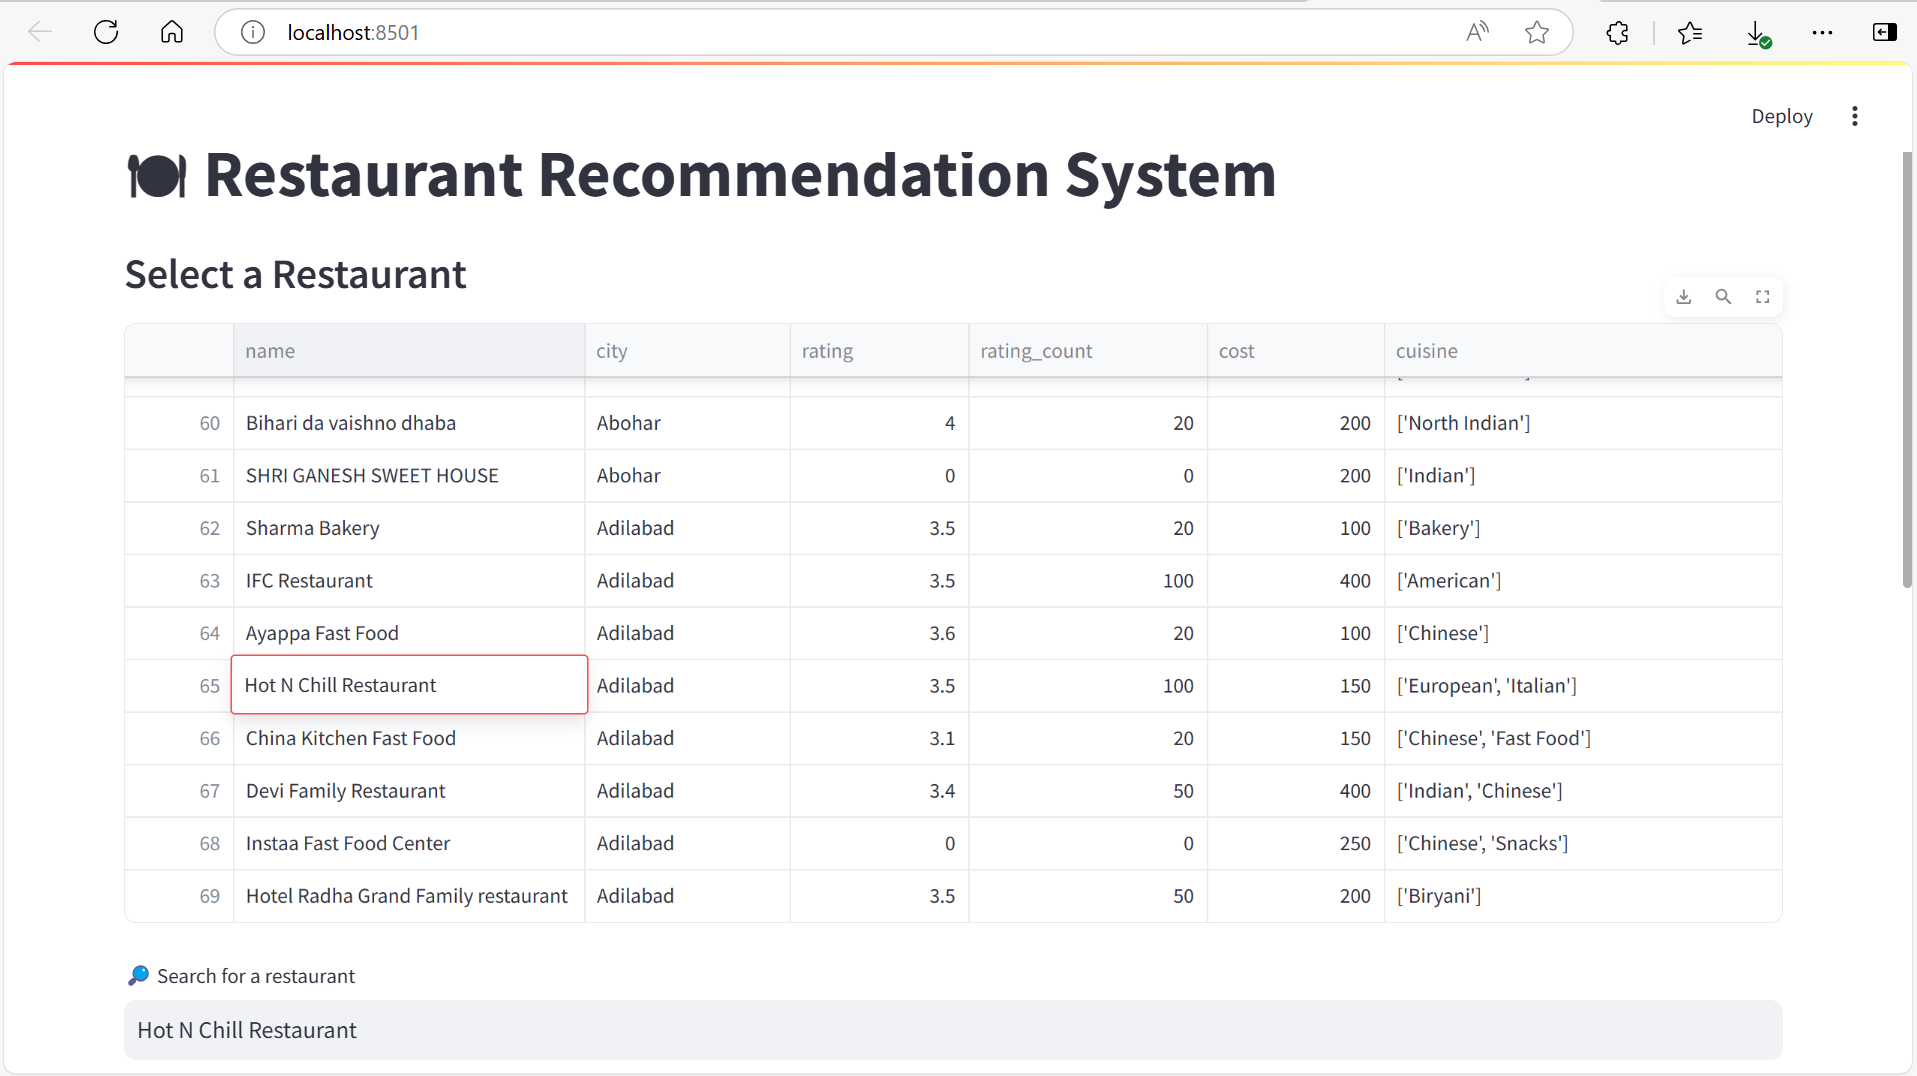 localhost:8501
Deploy
Restaurant Recommendation System
Select a Restaurant
name city rating rating_count cost cuisine
60 Bihari da vaishno dhaba Abohar 4 20 200 ['North Indian']
61 SHRI GANESH SWEET HOUSE Abohar 0 0 200 ['Indian']
62 Sharma Bakery Adilabad 3.5 20 100 ['Bakery']
63 IFC Restaurant Adilabad 3.5 100 400 ['American']
64 Ayappa Fast Food Adilabad 3.6 20 100 ['Chinese']
65 Hot N Chill Restaurant Adilabad 3.5 100 150 ['European', 'Italian']
66 China Kitchen Fast Food Adilabad 3.1 20 150 ['Chinese', 'Fast Food']
67 Devi Family Restaurant Adilabad 3.4 50 400 ['Indian', 'Chinese']
68 Instaa Fast Food Center Adilabad 0 0 250 ['Chinese', 'Snacks']
69 Hotel Radha Grand Family restaurant Adilabad 3.5 50 200 ['Biryani']
Search for a restaurant
Hot N Chill Restaurant